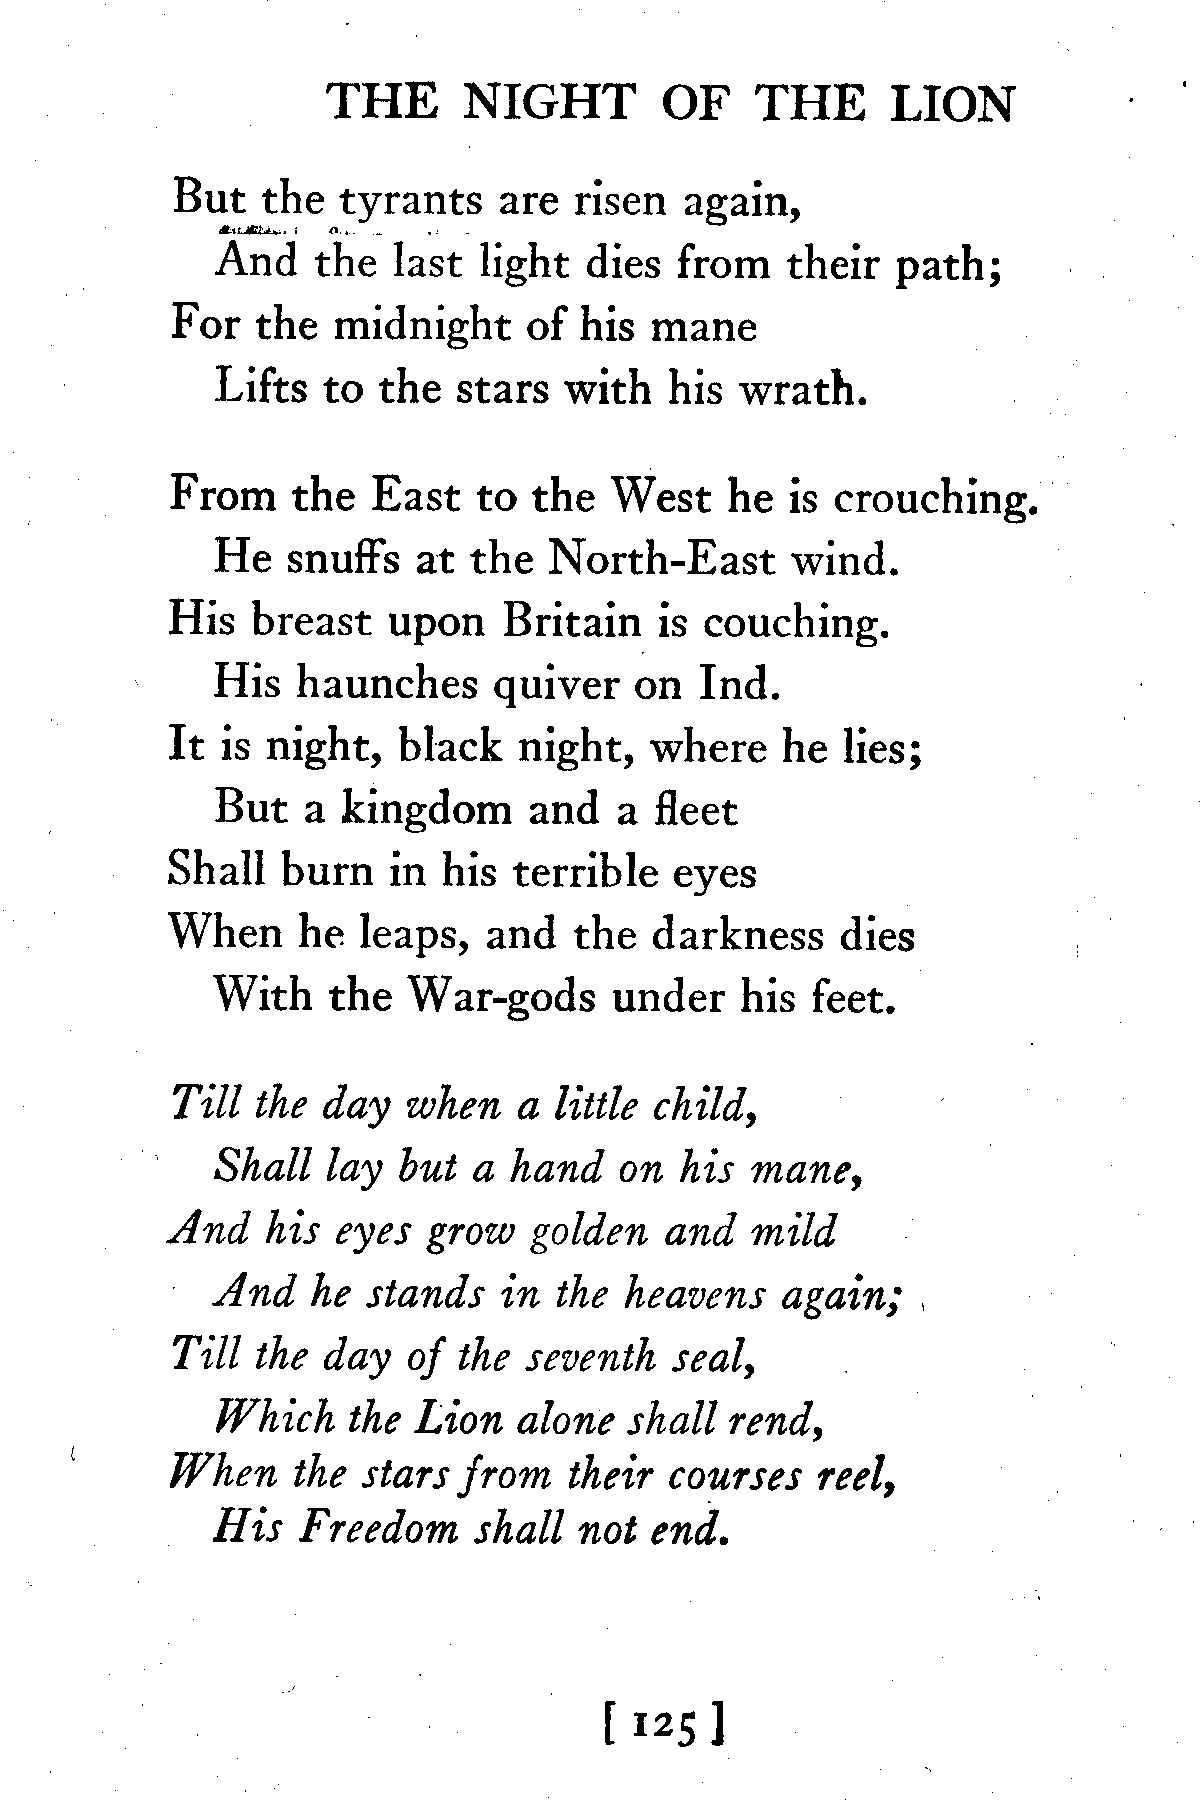 THE NIGHT OF THE LION
But the tyrants are risen again,
And the last light dies from their path;
For the midnight of his mane
Lifts to the stars with his wrath.
From the East to the West he is crouching.
He snuffs at the North-East wind.
His breast upon Britain is couching.
His haunches quiver on Ind.
It is night, black night, where he lies;
But a kingdom and a fleet
Shall burn in his terrible eyes
When he leaps, and the darkness dies
With the War-gods under his feet.
Till the day when a little child,
Shall lay but a hand on his mane,
And his eyes grow golden and mild
And he stands in the heavens again;
Till the day of the seventh seal,
Which the Lion alone shall rend,
When the stars from their courses reel,
His Freedom shall not end.
[ 125 ]